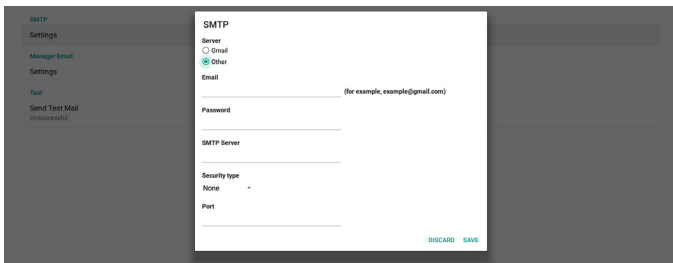 SMTP
Settings
Manager Email
Settings
Test
Send Test Mail
Unsuccessful
SMTP
Server
Gmail
Other
Email
(for example, example@gmail.com)
Password
SMTP Server
Security type
None
Port
DISCARD SAVE